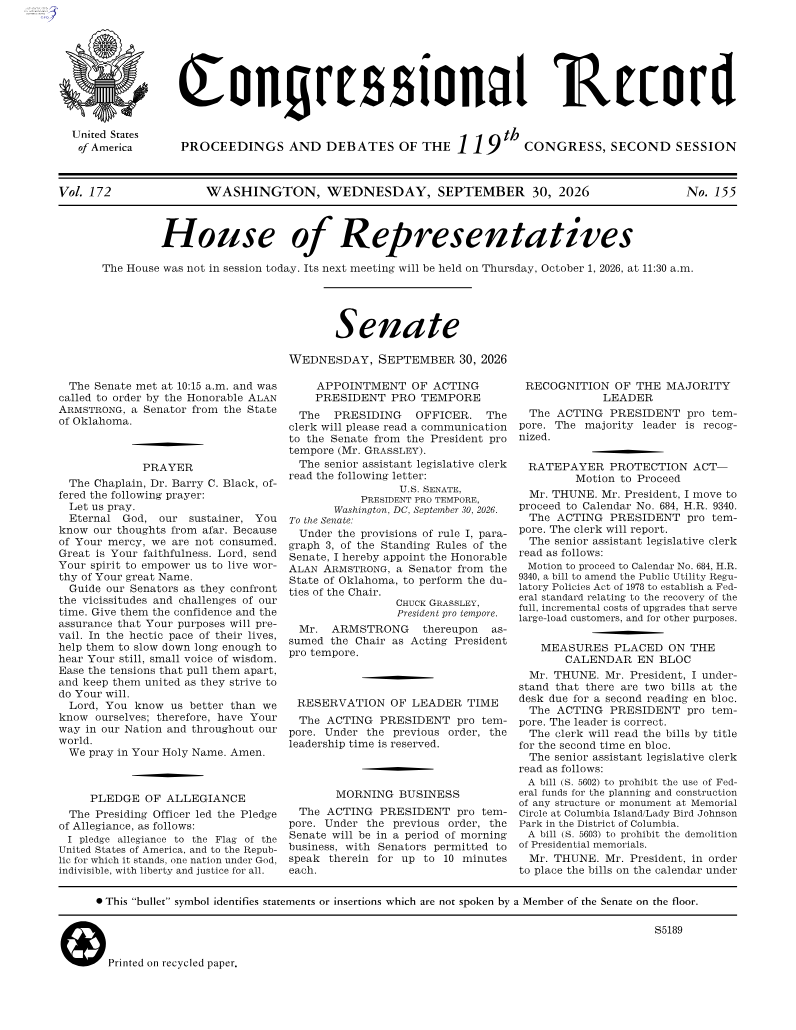 Congressional Record
United States
of America
PROCEEDINGS AND DEBATES OF THE 119th CONGRESS, SECOND SESSION
Vol. 172
WASHINGTON, WEDNESDAY, SEPTEMBER 30, 2026
No. 155
House of Representatives
The House was not in session today. Its next meeting will be held on Thursday, October 1, 2026, at 11:30 a.m.
Senate
WEDNESDAY, SEPTEMBER 30, 2026
The Senate met at 10:15 a.m. and was
called to order by the Honorable ALAN
ARMSTRONG, a Senator from the State
of Oklahoma.
PRAYER
The Chaplain, Dr. Barry C. Black, of-
fered the following prayer:
Let us pray.
Eternal God, our sustainer, You
know our thoughts from afar. Because
of Your mercy, we are not consumed.
Great is Your faithfulness. Lord, send
Your spirit to empower us to live wor-
thy of Your great Name.
Guide our Senators as they confront
the vicissitudes and challenges of our
time. Give them the confidence and the
assurance that Your purposes will pre-
vail. In the hectic pace of their lives,
help them to slow down long enough to
hear Your still, small voice of wisdom.
Ease the tensions that pull them apart,
and keep them united as they strive to
do Your will.
Lord, You know us better than we
know ourselves; therefore, have Your
way in our Nation and throughout our
world.
We pray in Your Holy Name. Amen.
PLEDGE OF ALLEGIANCE
The Presiding Officer led the Pledge
of Allegiance, as follows:
I pledge allegiance to the Flag of the
United States of America, and to the Repub-
lic for which it stands, one nation under God,
indivisible, with liberty and justice for all.
APPOINTMENT OF ACTING
PRESIDENT PRO TEMPORE
The PRESIDING OFFICER. The
clerk will please read a communication
to the Senate from the President pro
tempore (Mr. GRASSLEY).
The senior assistant legislative clerk
read the following letter:
U.S. SENATE,
PRESIDENT PRO TEMPORE,
Washington, DC, September 30, 2026.
To the Senate:
Under the provisions of rule I, para-
graph 3, of the Standing Rules of the
Senate, I hereby appoint the Honorable
ALAN ARMSTRONG, a Senator from the
State of Oklahoma, to perform the du-
ties of the Chair.
CHUCK GRASSLEY,
President pro tempore.
Mr. ARMSTRONG thereupon as-
sumed the Chair as Acting President
pro tempore.
RESERVATION OF LEADER TIME
The ACTING PRESIDENT pro tem-
pore. Under the previous order, the
leadership time is reserved.
MORNING BUSINESS
The ACTING PRESIDENT pro tem-
pore. Under the previous order, the
Senate will be in a period of morning
business, with Senators permitted to
speak therein for up to 10 minutes
each.
RECOGNITION OF THE MAJORITY
LEADER
The ACTING PRESIDENT pro tem-
pore. The majority leader is recog-
nized.
RATEPAYER PROTECTION ACT—
Motion to Proceed
Mr. THUNE. Mr. President, I move to
proceed to Calendar No. 684, H.R. 9340.
The ACTING PRESIDENT pro tem-
pore. The clerk will report.
The senior assistant legislative clerk
read as follows:
Motion to proceed to Calendar No. 684, H.R.
9340, a bill to amend the Public Utility Regu-
latory Policies Act of 1978 to establish a Fed-
eral standard relating to the recovery of the
full, incremental costs of upgrades that serve
large-load customers, and for other purposes.
MEASURES PLACED ON THE
CALENDAR EN BLOC
Mr. THUNE. Mr. President, I under-
stand that there are two bills at the
desk due for a second reading en bloc.
The ACTING PRESIDENT pro tem-
pore. The leader is correct.
The clerk will read the bills by title
for the second time en bloc.
The senior assistant legislative clerk
read as follows:
A bill (S. 5602) to prohibit the use of Fed-
eral funds for the planning and construction
of any structure or monument at Memorial
Circle at Columbia Island/Lady Bird Johnson
Park in the District of Columbia.
A bill (S. 5603) to prohibit the demolition
of Presidential memorials.
Mr. THUNE. Mr. President, in order
to place the bills on the calendar under
● This “bullet” symbol identifies statements or insertions which are not spoken by a Member of the Senate on the floor.
S5189
Printed on recycled paper.